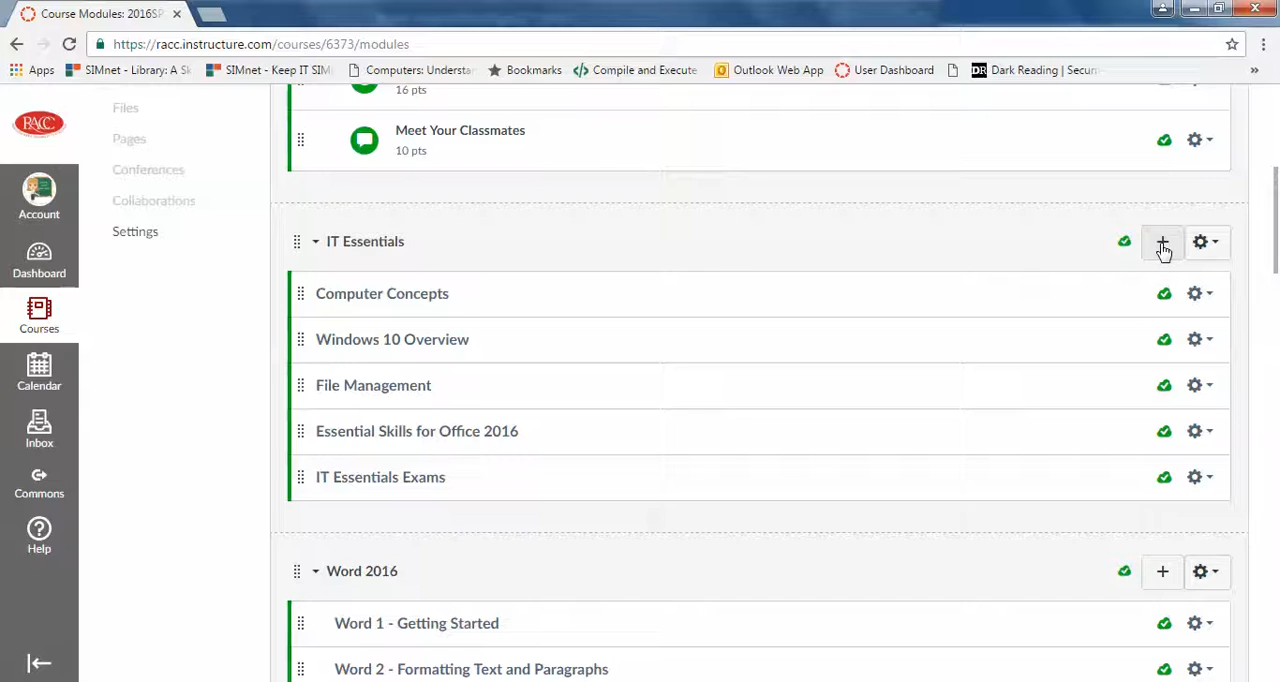 Course Modules: 2016SP
https://racc.instructure.com/courses/6373/modules
Apps SIMnet - Library: A Sk SIMnet - Keep IT SIM Computers: Understa Bookmarks Compile and Execute Outlook Web App User Dashboard Dark Reading | Secur
RACC
Account
Dashboard
Courses
Calendar
Inbox
Commons
Help
Files
Pages
Conferences
Collaborations
Settings
16 pts
Meet Your Classmates
10 pts
IT Essentials
Computer Concepts
Windows 10 Overview
File Management
Essential Skills for Office 2016
IT Essentials Exams
Word 2016
Word 1 - Getting Started
Word 2 - Formatting Text and Paragraphs